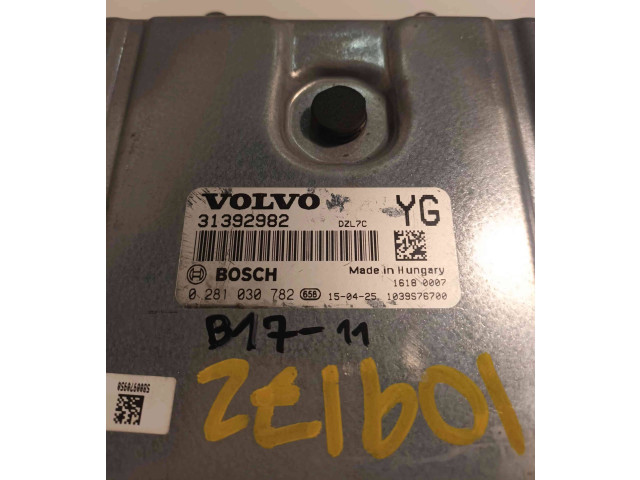 VOLVO
YG
31392982
DZL7C
BOSCH
Made in Hungary
1618 0007
0 281 030 782 656 15-04-25 1039S76700
B17-11